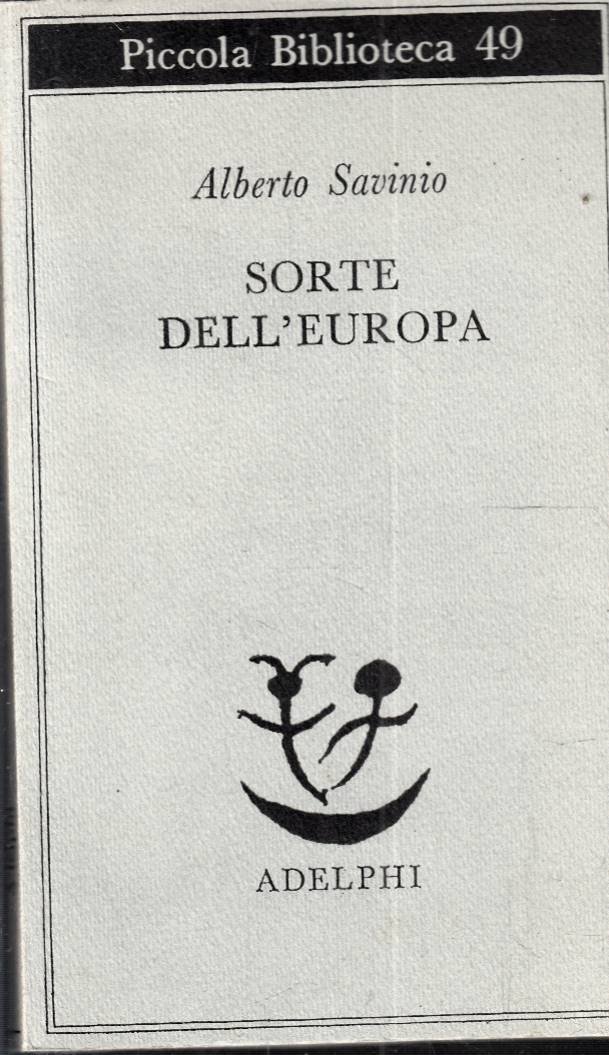 Piccola Biblioteca 49
Alberto Savinio
SORTE
DELL'EUROPA
ADELPHI